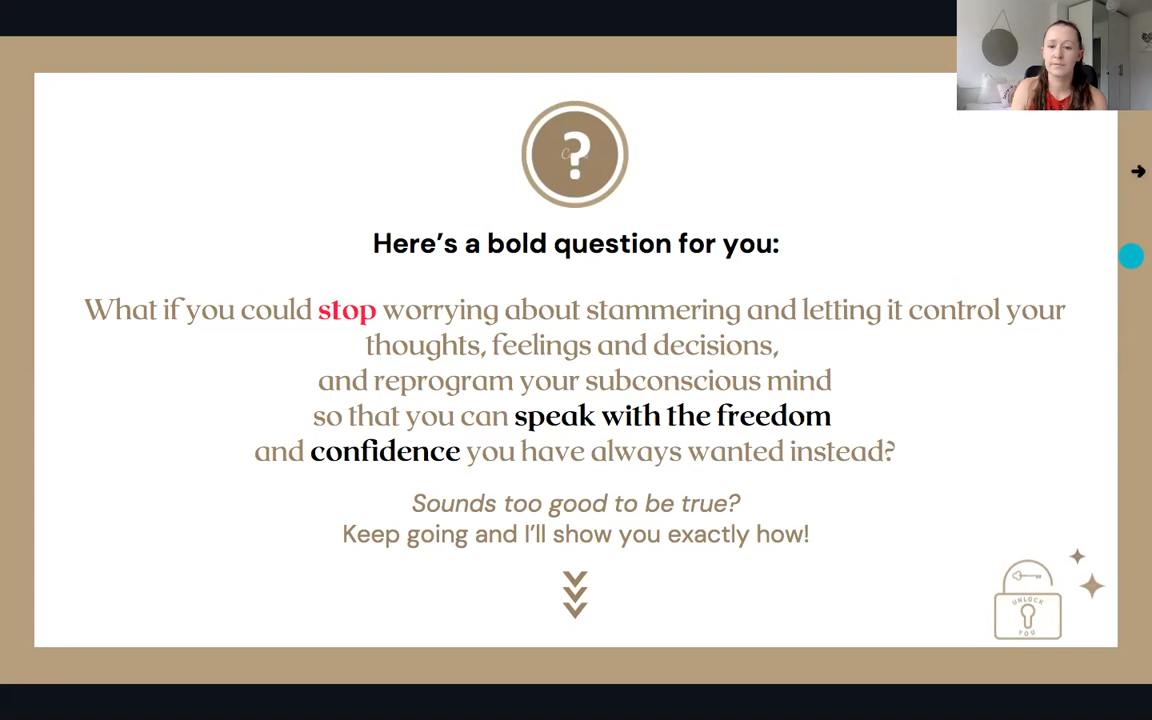 ?
Here’s a bold question for you:
What if you could stop worrying about stammering and letting it control your
thoughts, feelings and decisions,
and reprogram your subconscious mind
so that you can speak with the freedom
and confidence you have always wanted instead?
Sounds too good to be true?
Keep going and I’ll show you exactly how!
UNLOCK
YOU